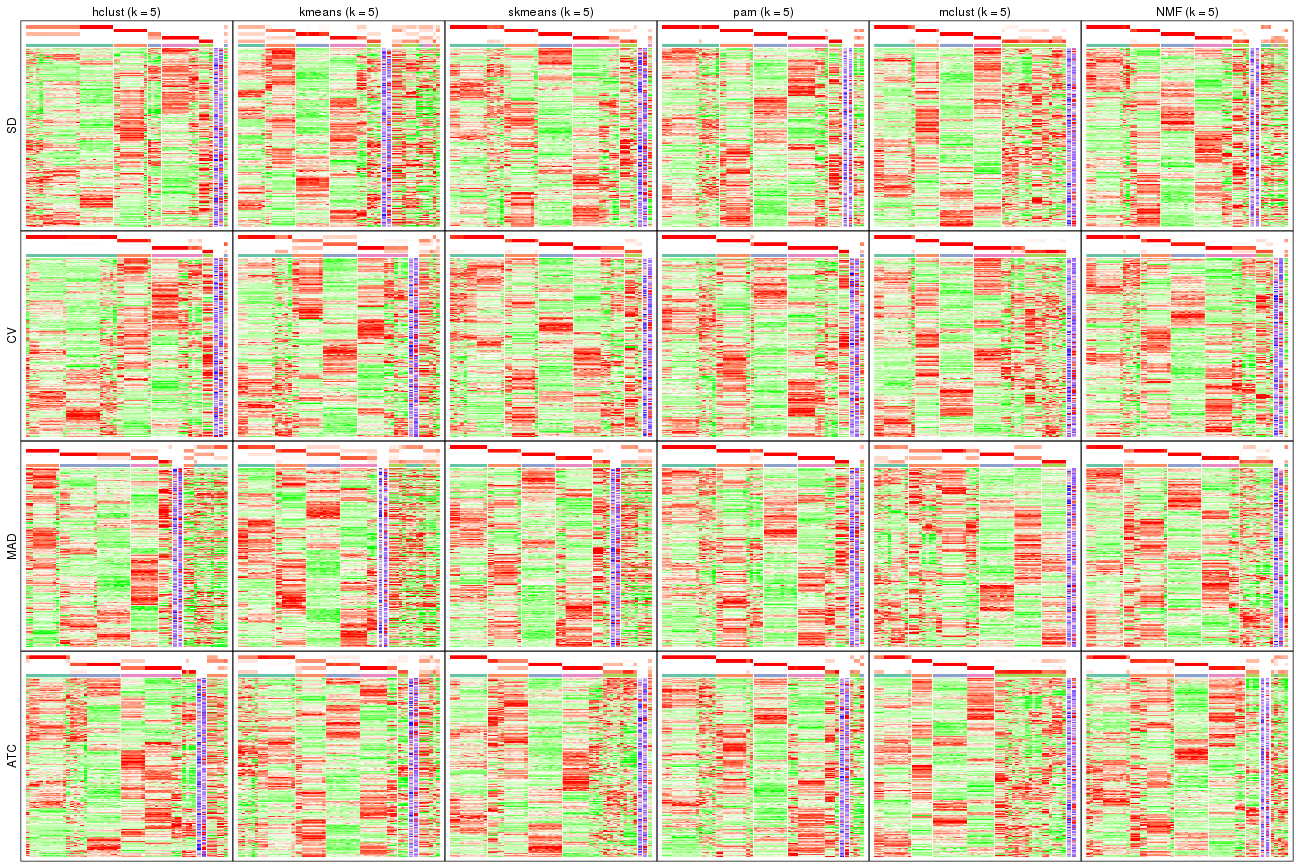 hclust (k = 5) kmeans (k = 5) skmeans (k = 5) pam (k = 5) mclust (k = 5) NMF (k = 5)
SD
CV
MAD
ATC